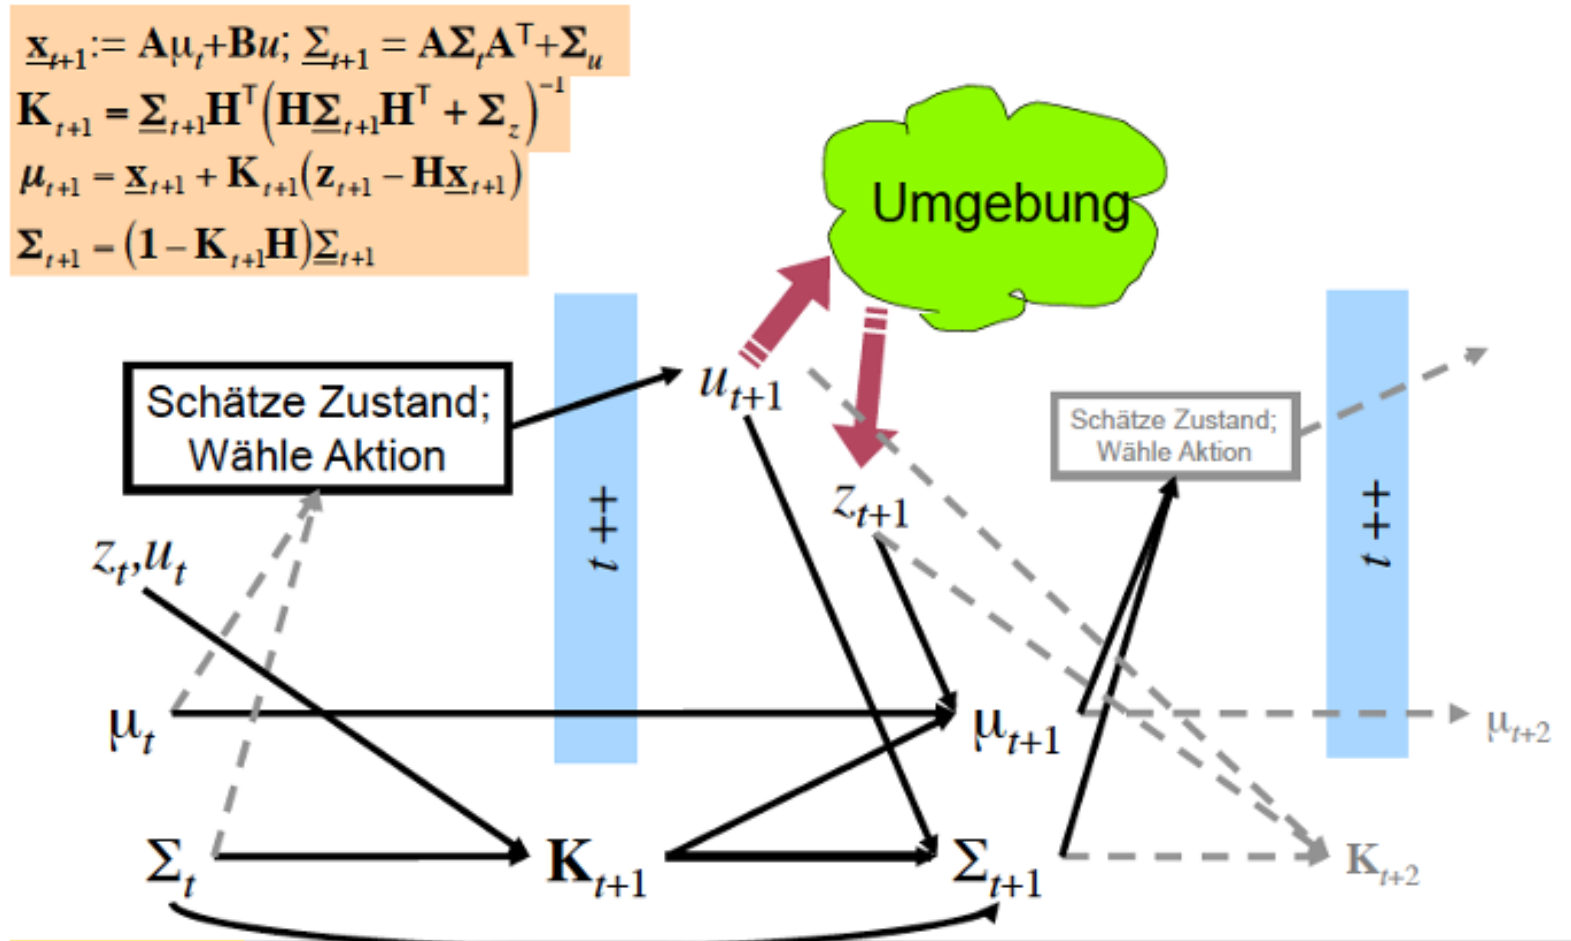 x̲ₜ₊₁:= Aμₜ+Bu; Σ̲ₜ₊₁ = AΣₜAᵀ+Σᵤ
Kₜ₊₁ = Σ̲ₜ₊₁Hᵀ(HΣ̲ₜ₊₁Hᵀ + Σ_z)⁻¹
μₜ₊₁ = x̲ₜ₊₁ + Kₜ₊₁(zₜ₊₁ − Hx̲ₜ₊₁)
Σₜ₊₁ = (1 − Kₜ₊₁H)Σ̲ₜ₊₁
Umgebung
Schätze Zustand;
Wähle Aktion
t++
uₜ₊₁
Schätze Zustand;
Wähle Aktion
t++
zₜ₊₁
zₜ,uₜ
μₜ
μₜ₊₁
μₜ₊₂
Σₜ
Kₜ₊₁
Σₜ₊₁
Kₜ₊₂